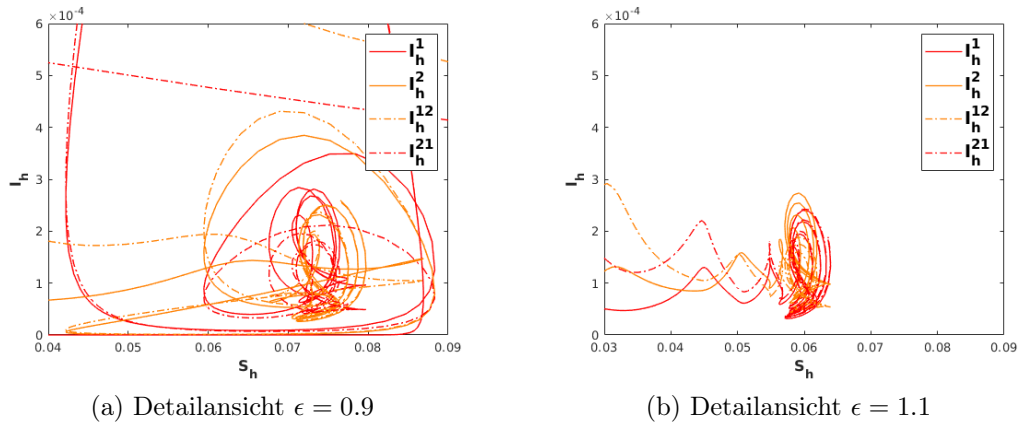 ×10⁻⁴
6
5
4
3
2
1
0
I_h
0.04 0.05 0.06 0.07 0.08 0.09
S_h
I_h^1
I_h^2
I_h^12
I_h^21
(a) Detailansicht ϵ = 0.9
×10⁻⁴
6
5
4
3
2
1
0
I_h
0.03 0.04 0.05 0.06 0.07 0.08 0.09
S_h
I_h^1
I_h^2
I_h^12
I_h^21
(b) Detailansicht ϵ = 1.1